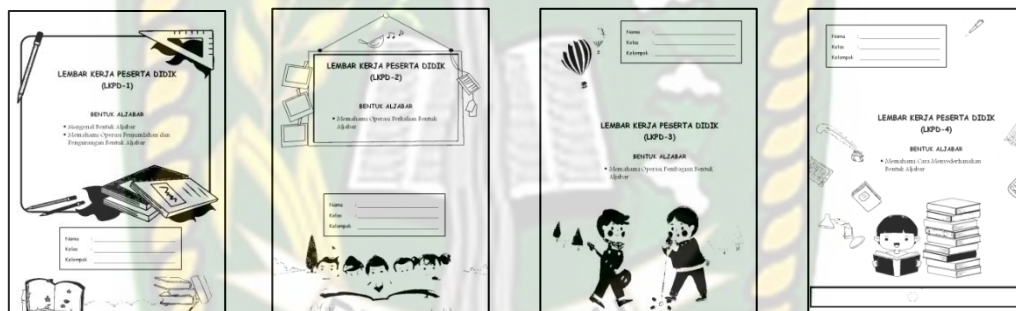 LEMBAR KERJA PESERTA DIDIK
(LKPD-1)
BENTUK ALJABAR
• Mengenal Bentuk Aljabar
• Memahami Operasi Penjumlahan dan
Pengurangan Bentuk Aljabar
Nama :
Kelas :
Kelompok :
LEMBAR KERJA PESERTA DIDIK
(LKPD-2)
BENTUK ALJABAR
• Memahami Operasi Perkalian Bentuk
Aljabar
Nama :
Kelas :
Kelompok :
Nama :
Kelas :
Kelompok :
LEMBAR KERJA PESERTA DIDIK
(LKPD-3)
BENTUK ALJABAR
• Memahami Operasi Pembagian Bentuk
Aljabar
Nama :
Kelas :
Kelompok :
LEMBAR KERJA PESERTA DIDIK
(LKPD-4)
BENTUK ALJABAR
• Memahami Cara Menyederhanakan
Bentuk Aljabar